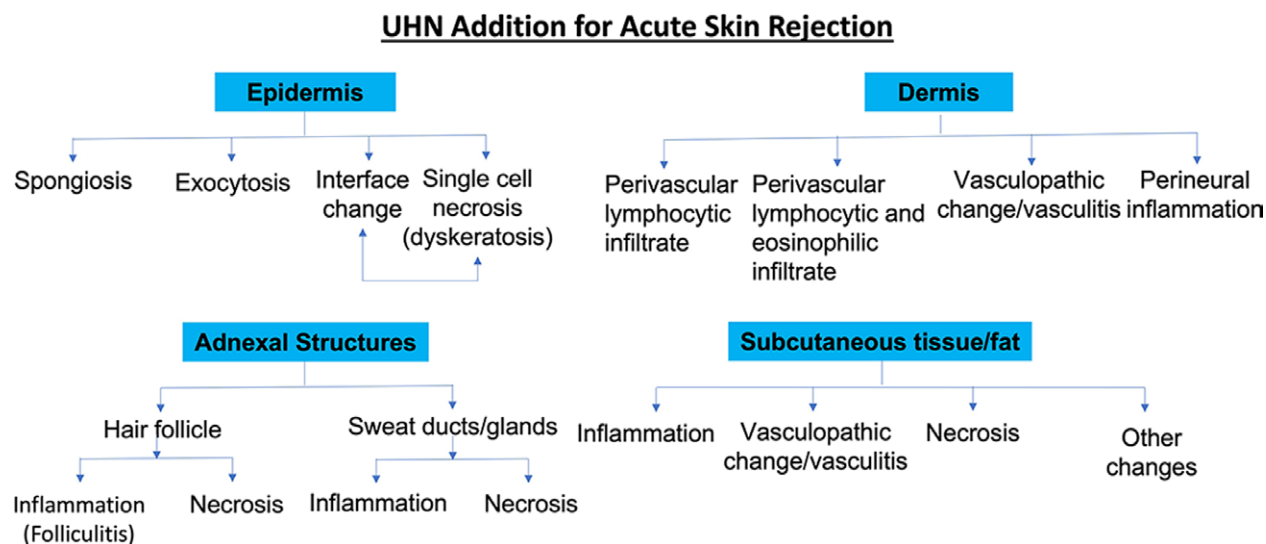 UHN Addition for Acute Skin Rejection
Epidermis
Spongiosis
Exocytosis
Interface
change
Single cell
necrosis
(dyskeratosis)
Dermis
Perivascular
lymphocytic
infiltrate
Perivascular
lymphocytic and
eosinophilic
infiltrate
Vasculopathic
change/vasculitis
Perineural
inflammation
Adnexal Structures
Hair follicle
Inflammation
(Folliculitis)
Necrosis
Sweat ducts/glands
Inflammation
Necrosis
Subcutaneous tissue/fat
Inflammation
Vasculopathic
change/vasculitis
Necrosis
Other
changes